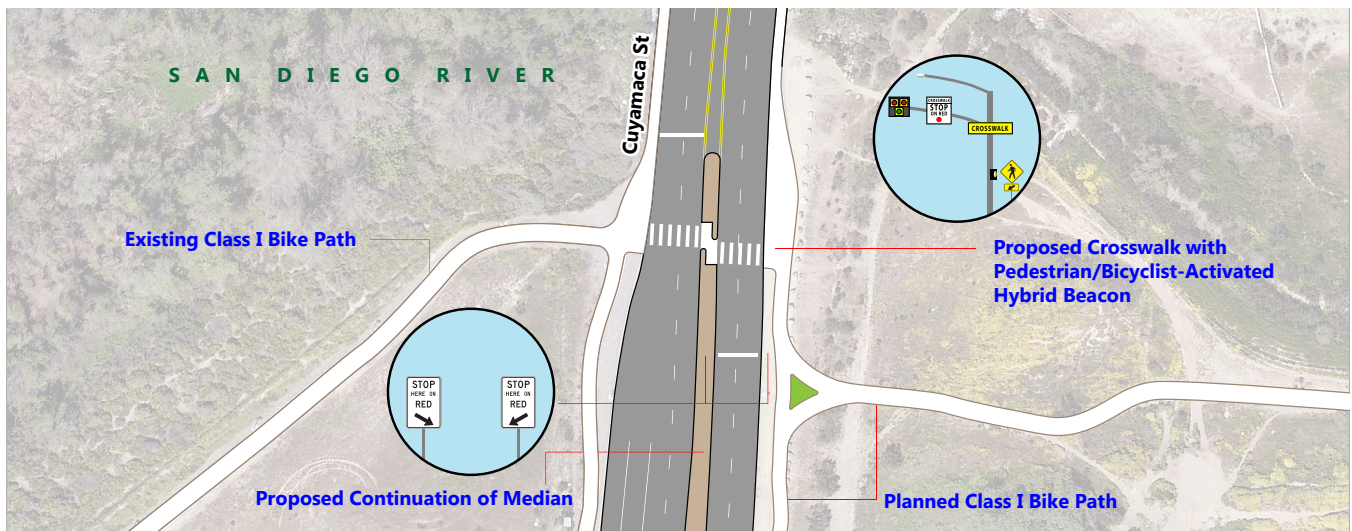 SAN DIEGO RIVER
Cuyamaca St
CROSSWALK
STOP
ON RED
CROSSWALK
Existing Class I Bike Path
Proposed Crosswalk with
Pedestrian/Bicyclist-Activated
Hybrid Beacon
STOP
HERE ON
RED
STOP
HERE ON
RED
Proposed Continuation of Median
Planned Class I Bike Path